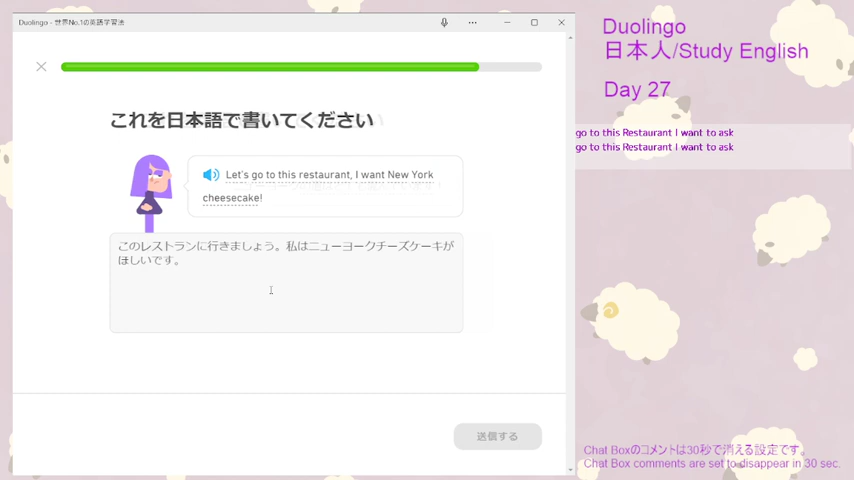 Duolingo - 世界No.1の英語学習法
これを日本語で書いてください
Let's go to this restaurant, I want New York
cheesecake!
このレストランに行きましょう。私はニューヨークチーズケーキが
ほしいです。
送信する
Duolingo
日本人/Study English
Day 27
go to this Restaurant I want to ask
go to this Restaurant I want to ask
Chat Boxのコメントは30秒で消える設定です
Chat Box comments are set to disappear in 30 sec.